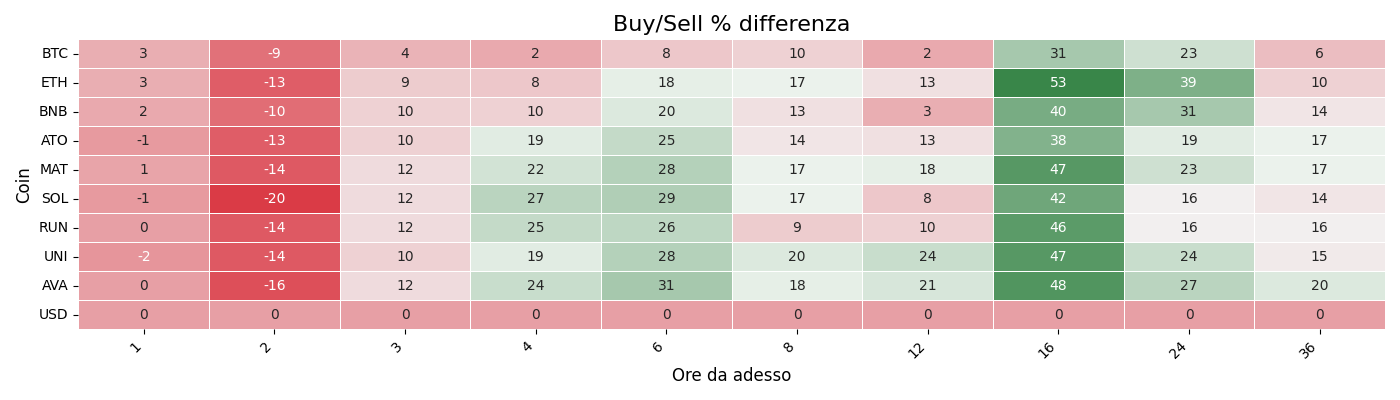 Buy/Sell % differenza
Coin
BTC 3 -9 4 2 8 10 2 31 23 6
ETH 3 -13 9 8 18 17 13 53 39 10
BNB 2 -10 10 10 20 13 3 40 31 14
ATO -1 -13 10 19 25 14 13 38 19 17
MAT 1 -14 12 22 28 17 18 47 23 17
SOL -1 -20 12 27 29 17 8 42 16 14
RUN 0 -14 12 25 26 9 10 46 16 16
UNI -2 -14 10 19 28 20 24 47 24 15
AVA 0 -16 12 24 31 18 21 48 27 20
USD 0 0 0 0 0 0 0 0 0 0
1 2 3 4 6 8 12 16 24 36
Ore da adesso